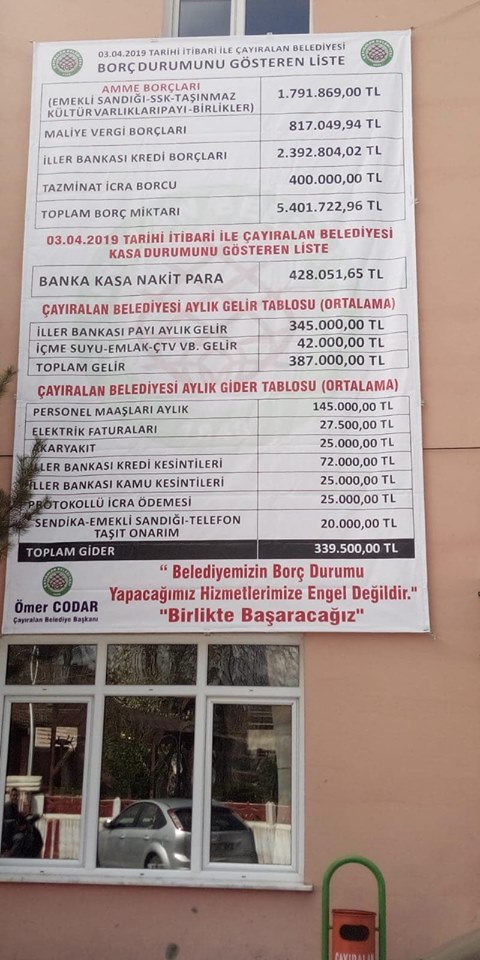 03.04.2019 TARİHİ İTİBARİ İLE ÇAYIRALAN BELEDİYESİ
BORÇ DURUMUNU GÖSTEREN LİSTE
AMME BORÇLARI
(EMEKLİ SANDIĞI-SSK-TAŞINMAZ
KÜLTÜR VARLIKLARI PAYI-BİRLİKLER) 1.791.869,00 TL
MALİYE VERGİ BORÇLARI 817.049,94 TL
İLLER BANKASI KREDİ BORÇLARI 2.392.804,02 TL
TAZMİNAT İCRA BORCU 400.000,00 TL
TOPLAM BORÇ MİKTARI 5.401.722,96 TL
03.04.2019 TARİHİ İTİBARİ İLE ÇAYIRALAN BELEDİYESİ
KASA DURUMUNU GÖSTEREN LİSTE
BANKA KASA NAKİT PARA 428.051,65 TL
ÇAYIRALAN BELEDİYESİ AYLIK GELİR TABLOSU (ORTALAMA)
İLLER BANKASI PAYI AYLIK GELİR 345.000,00 TL
İÇME SUYU-EMLAK-ÇTV VB. GELİR 42.000,00 TL
TOPLAM GELİR 387.000,00 TL
ÇAYIRALAN BELEDİYESİ AYLIK GİDER TABLOSU (ORTALAMA)
PERSONEL MAAŞLARI AYLIK 145.000,00 TL
ELEKTRİK FATURALARI 27.500,00 TL
AKARYAKIT 25.000,00 TL
İLLER BANKASI KREDİ KESİNTİLERİ 72.000,00 TL
İLLER BANKASI KAMU KESİNTİLERİ 25.000,00 TL
PROTOKOLLÜ İCRA ÖDEMESİ 25.000,00 TL
SENDİKA-EMEKLİ SANDIĞI-TELEFON
TAŞIT ONARIM 20.000,00 TL
TOPLAM GİDER 339.500,00 TL
" Belediyemizin Borç Durumu
Yapacağımız Hizmetlerimize Engel Değildir."
"Birlikte Başaracağız"
Ömer CODAR
Çayıralan Belediye Başkanı